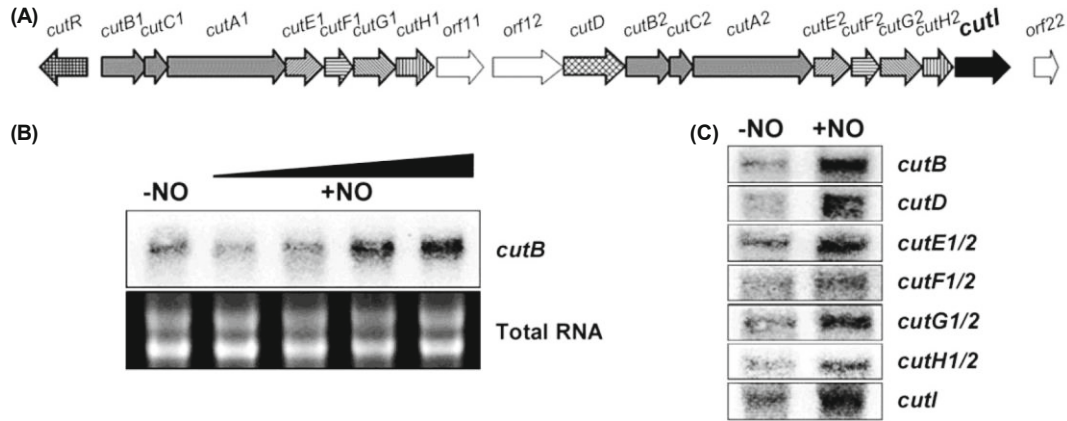 (A)
cutR cutB1 cutC1 cutA1 cutE1 cutF1 cutG1 cutH1 orf11 orf12 cutD cutB2 cutC2 cutA2 cutE2 cutF2 cutG2 cutH2 cutI orf22
(B)
-NO +NO
cutB
Total RNA
(C)
-NO +NO
cutB
cutD
cutE1/2
cutF1/2
cutG1/2
cutH1/2
cutI